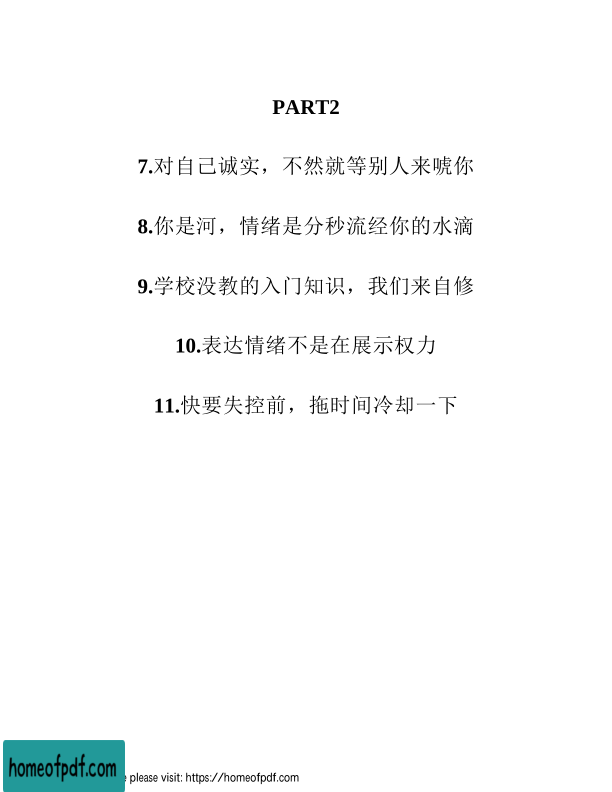 PART2
7.对自己诚实，不然就等别人来唬你
8.你是河，情绪是分秒流经你的水滴
9.学校没教的入门知识，我们来自修
10.表达情绪不是在展示权力
11.快要失控前，拖时间冷却一下
homeofpdf.com
please visit: https://homeofpdf.com